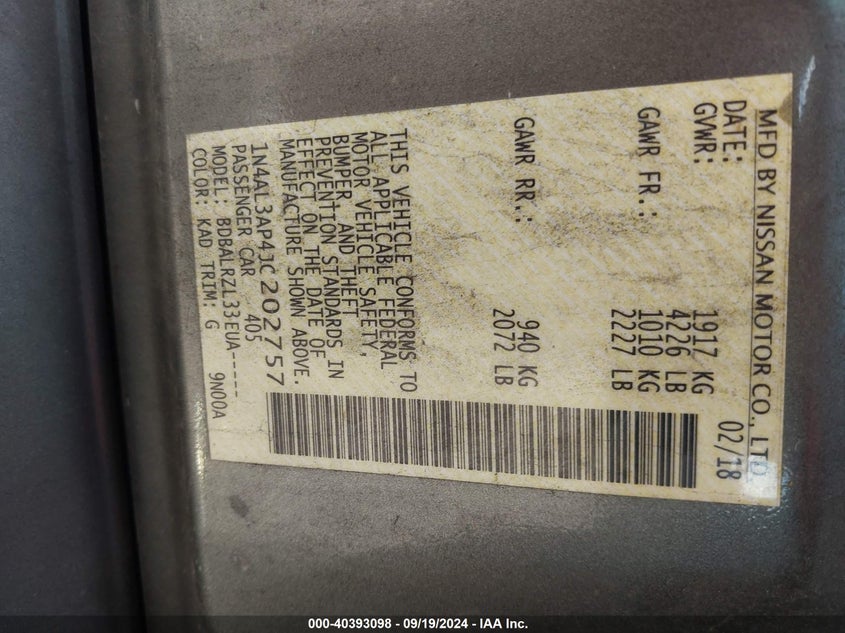 MFD BY NISSAN MOTOR CO., LTD
DATE: 02/18
GVWR: 1917 KG
4226 LB
GAWR FR.: 1010 KG
2227 LB
GAWR RR.: 940 KG
2072 LB
THIS VEHICLE CONFORMS TO
ALL APPLICABLE FEDERAL
MOTOR VEHICLE SAFETY,
BUMPER, AND THEFT
PREVENTION STANDARDS IN
EFFECT ON THE DATE OF
MANUFACTURE SHOWN ABOVE.
1N4AL3AP4JC202757
PASSENGER CAR 405
MODEL: BDBALRZL33-EUA-----
COLOR: KAD TRIM: G 9N00A
000-40393098 - 09/19/2024 - IAA Inc.